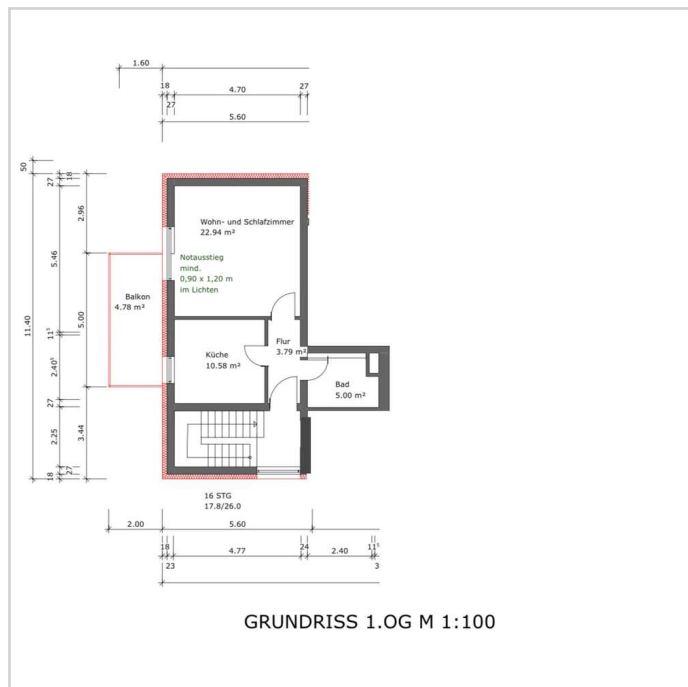 1.60
18
4.70
27
27
5.60
50
18
27
2.96
5.46
Wohn- und Schlafzimmer
22.94 m²
Notausstieg
mind.
0,90 x 1,20 m
im Lichten
Balkon
4.78 m²
5.00
11.40
11⁵
Flur
3.79 m²
Küche
10.58 m²
2.40⁵
Bad
5.00 m²
27
2.25
3.44
27
18
16 STG
17.8/26.0
2.00
5.60
18
4.77
24
2.40
11⁵
23
3
GRUNDRISS 1.OG M 1:100